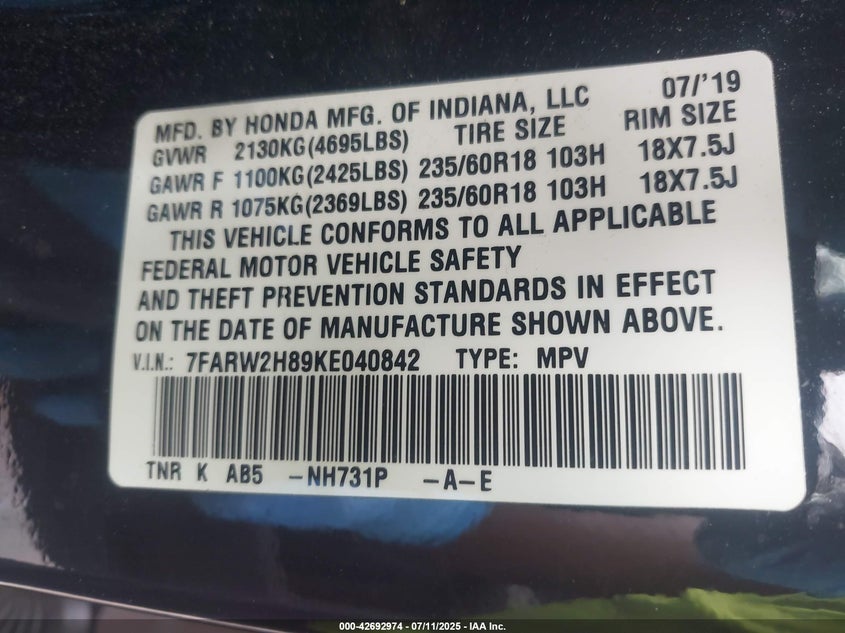 MFD. BY HONDA MFG. OF INDIANA, LLC 07/'19
GVWR 2130KG(4695LBS) TIRE SIZE RIM SIZE
GAWR F 1100KG(2425LBS) 235/60R18 103H 18X7.5J
GAWR R 1075KG(2369LBS) 235/60R18 103H 18X7.5J
THIS VEHICLE CONFORMS TO ALL APPLICABLE
FEDERAL MOTOR VEHICLE SAFETY
AND THEFT PREVENTION STANDARDS IN EFFECT
ON THE DATE OF MANUFACTURE SHOWN ABOVE.
V.I.N.: 7FARW2H89KE040842 TYPE: MPV
TNR K AB5 -NH731P -A-E
000-42692974 - 07/11/2025 - IAA Inc.